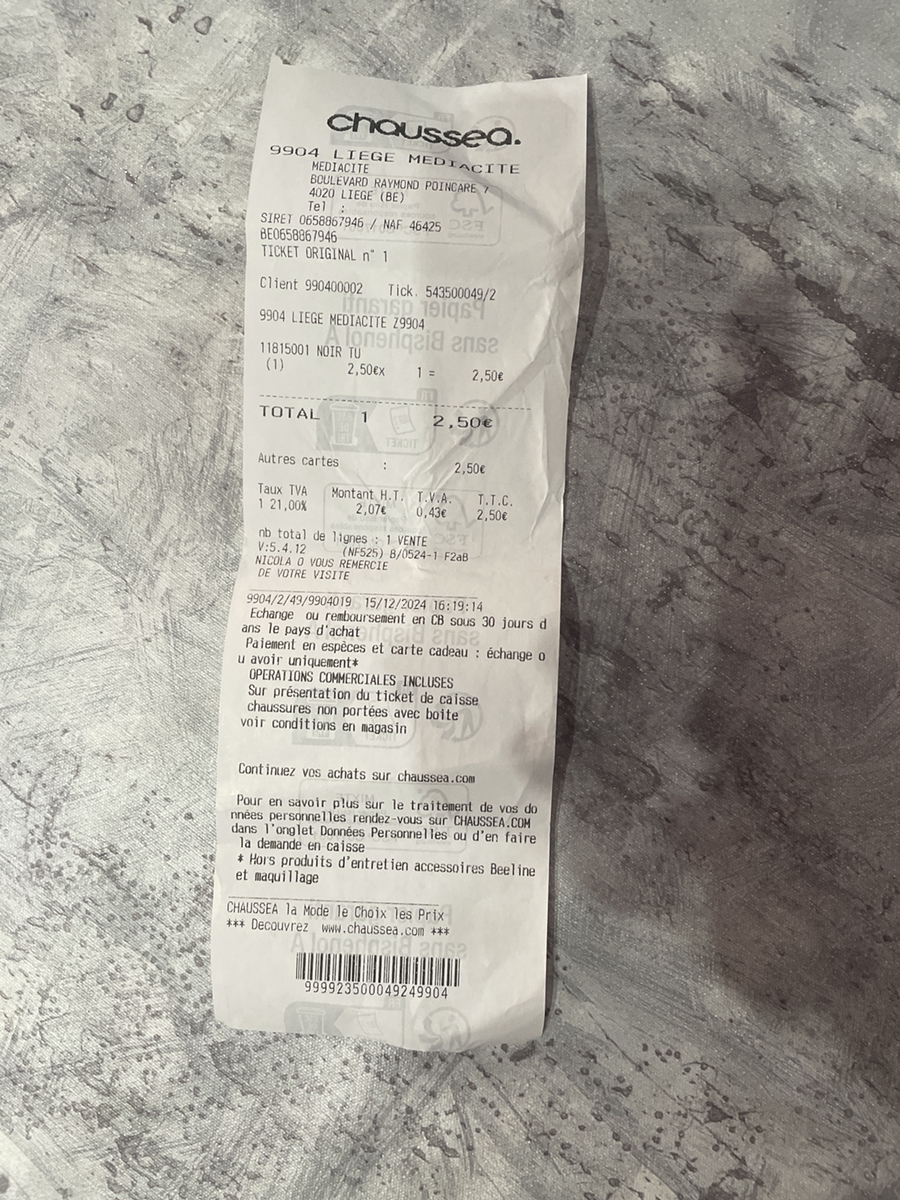 chaussea.
9904 LIEGE MEDIACITE
MEDIACITE
BOULEVARD RAYMOND POINCARE 7
4020 LIEGE (BE)
Tel :
SIRET 0658867946 / NAF 46425
BE0658867946
TICKET ORIGINAL n° 1
Client 990400002 Tick. 543500049/2
9904 LIEGE MEDIACITE Z9904
11815001 NOIR TU
(1) 2,50€x 1 = 2,50€
TOTAL 1 2,50€
Autres cartes : 2,50€
Taux TVA Montant H.T. T.V.A. T.T.C.
1 21,00% 2,07€ 0,43€ 2,50€
nb total de lignes : 1 VENTE
V:5.4.12 (NF525) B/0524-1 F2aB
NICOLA O VOUS REMERCIE
DE VOTRE VISITE
9904/2/49/9904019 15/12/2024 16:19:14
Echange ou remboursement en CB sous 30 jours d
ans le pays d'achat
Paiement en espèces et carte cadeau : échange o
u avoir uniquement*
OPERATIONS COMMERCIALES INCLUSES
Sur présentation du ticket de caisse
chaussures non portées avec boite
voir conditions en magasin
Continuez vos achats sur chaussea.com
Pour en savoir plus sur le traitement de vos do
nnées personnelles rendez-vous sur CHAUSSEA.COM
dans l'onglet Données Personnelles ou d'en faire
la demande en caisse
* Hors produits d'entretien accessoires Beeline
et maquillage
CHAUSSEA la Mode le Choix les Prix
*** Decouvrez www.chaussea.com ***
999923500049249904